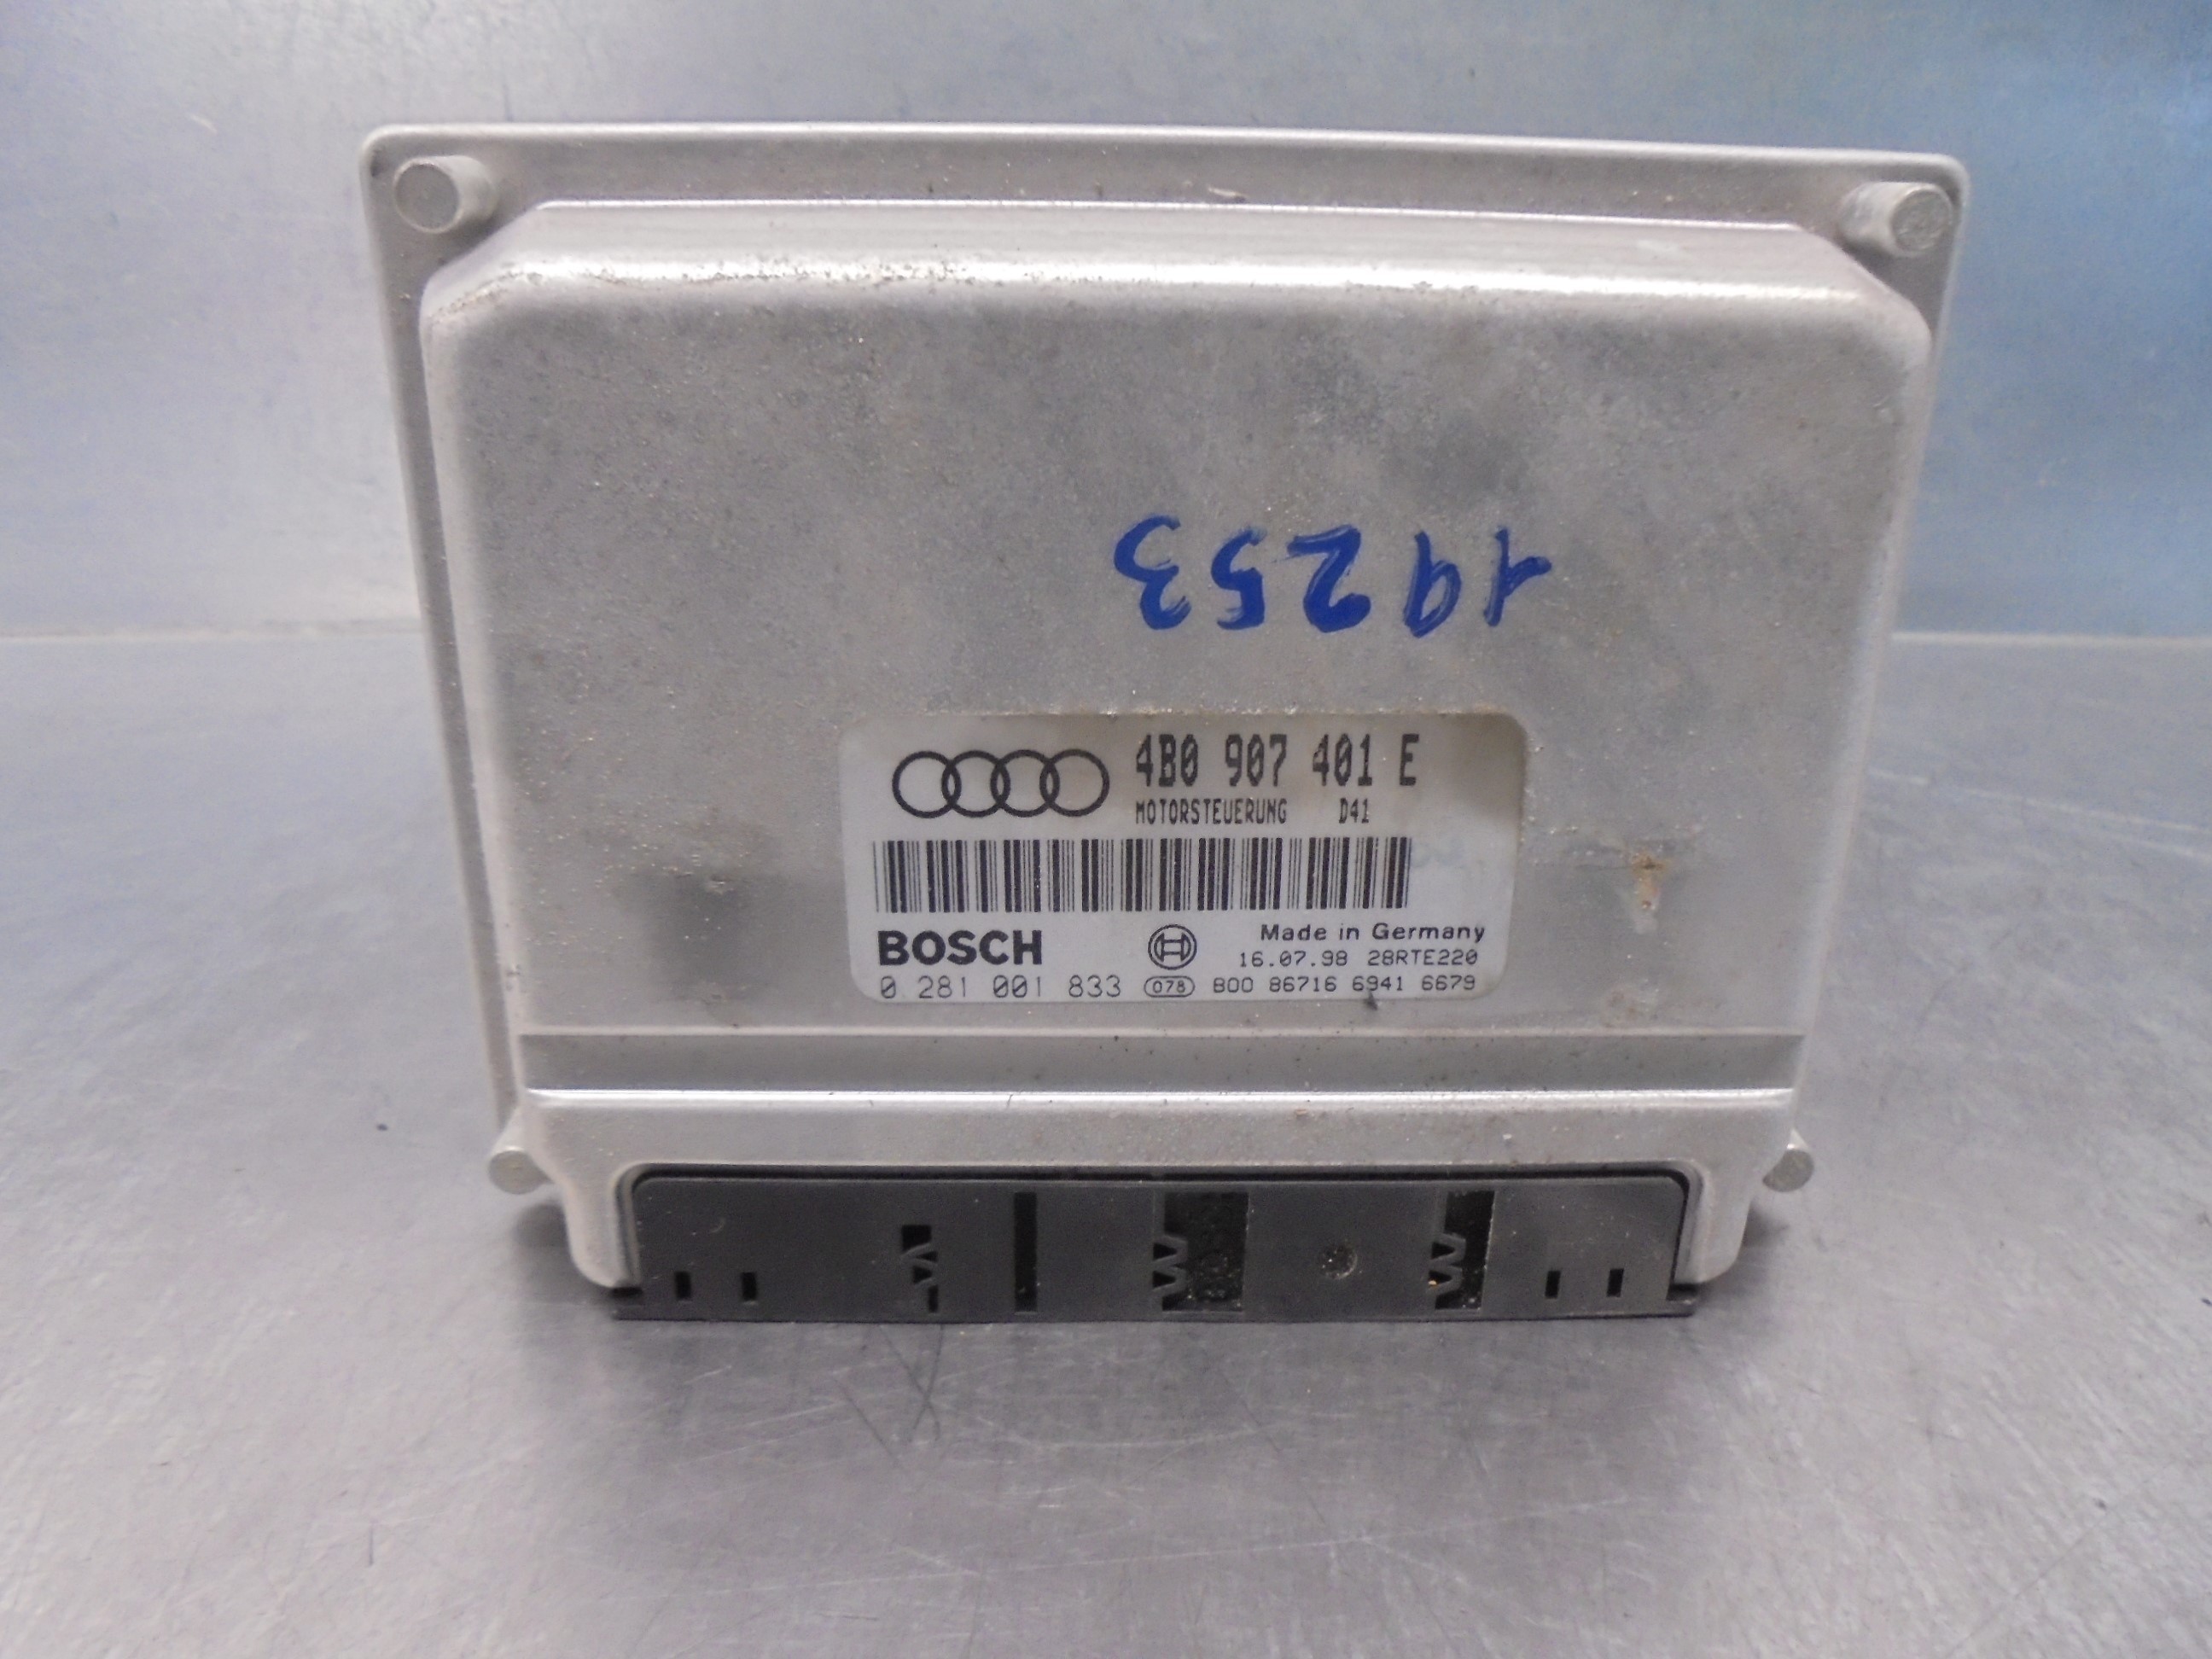 19253
4B0 907 401 E
MOTORSTEUERUNG D41
BOSCH
Made in Germany
16.07.98 28RTE220
0 281 001 833 078 B00 86716 6941 6679